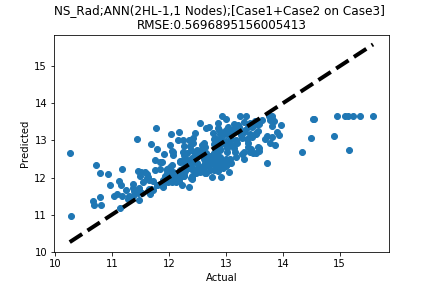 NS_Rad;ANN(2HL-1,1 Nodes);[Case1+Case2 on Case3]
RMSE:0.5696895156005413
15
14
13
12
11
10
Predicted
10 11 12 13 14 15
Actual